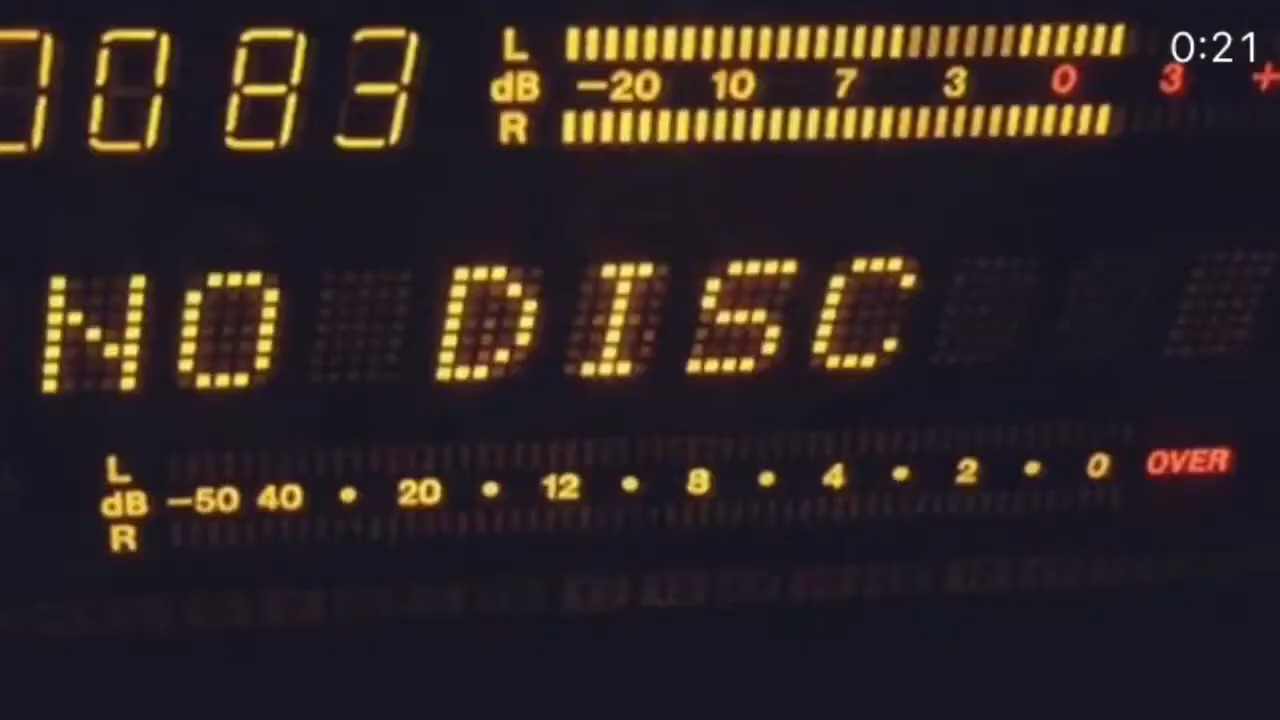 0083
0:21
L
dB -20 10 7 3 0 3 +
R
NO DISC
L
dB -50 40 • 20 • 12 • 8 • 4 • 2 • 0 OVER
R